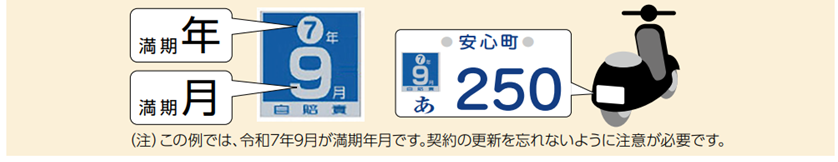 満期年
満期月
7年
9月
自賠責
安心町
7年
9月
あ 250
(注)この例では、令和7年9月が満期年月です。契約の更新を忘れないように注意が必要です。